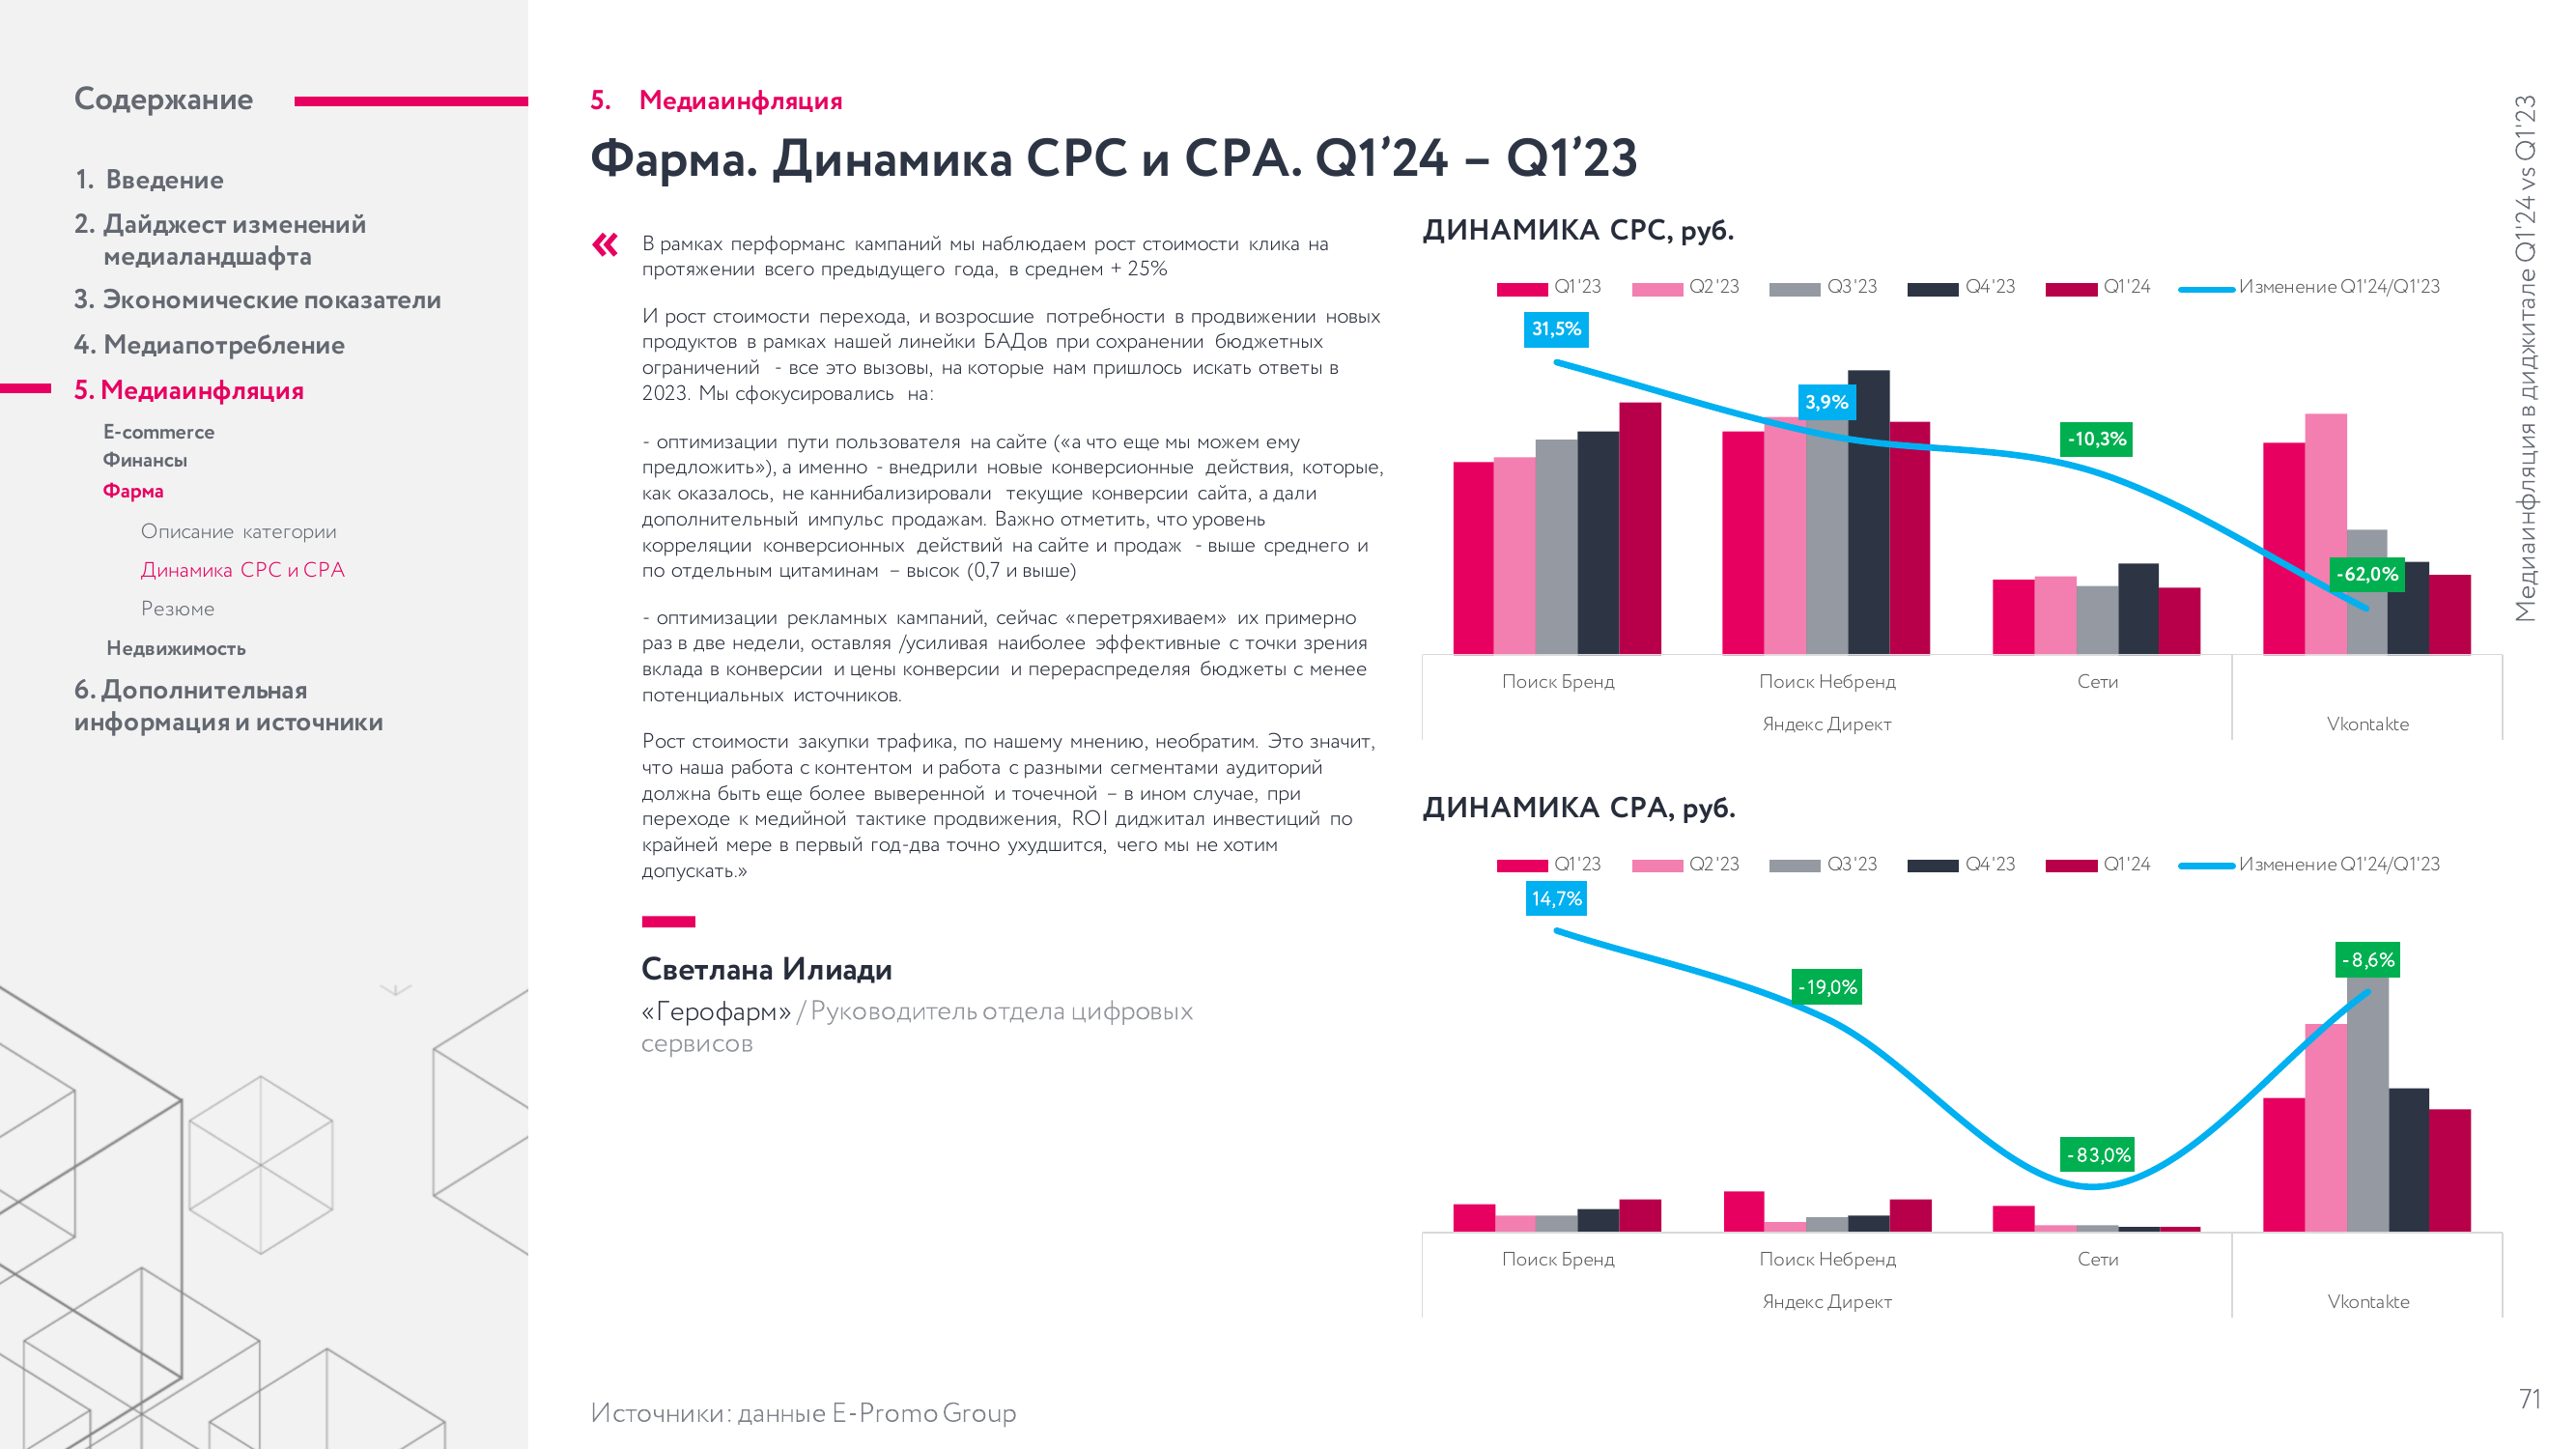 Содержание
1. Введение
2. Дайджест изменений
медиаландшафта
3. Экономические показатели
4. Медиапотребление
5. Медиаинфляция
E-commerce
Финансы
Фарма
Описание категории
Динамика CPC и CPA
Резюме
Недвижимость
6. Дополнительная
информация и источники
5. Медиаинфляция
Фарма. Динамика CPC и CPA. Q1’24 – Q1’23
«
В рамках перформанс кампаний мы наблюдаем рост стоимости клика на
протяжении всего предыдущего года, в среднем + 25%
И рост стоимости перехода, и возросшие потребности в продвижении новых
продуктов в рамках нашей линейки БАДов при сохранении бюджетных
ограничений - все это вызовы, на которые нам пришлось искать ответы в
2023. Мы сфокусировались на:
- оптимизации пути пользователя на сайте («а что еще мы можем ему
предложить»), а именно - внедрили новые конверсионные действия, которые,
как оказалось, не каннибализировали текущие конверсии сайта, а дали
дополнительный импульс продажам. Важно отметить, что уровень
корреляции конверсионных действий на сайте и продаж - выше среднего и
по отдельным цитаминам – высок (0,7 и выше)
- оптимизации рекламных кампаний, сейчас «перетряхиваем» их примерно
раз в две недели, оставляя /усиливая наиболее эффективные с точки зрения
вклада в конверсии и цены конверсии и перераспределяя бюджеты с менее
потенциальных источников.
Рост стоимости закупки трафика, по нашему мнению, необратим. Это значит,
что наша работа с контентом и работа с разными сегментами аудиторий
должна быть еще более выверенной и точечной – в ином случае, при
переходе к медийной тактике продвижения, ROI диджитал инвестиций по
крайней мере в первый год-два точно ухудшится, чего мы не хотим
допускать.»
Светлана Илиади
«Герофарм» / Руководитель отдела цифровых
сервисов
ДИНАМИКА CPC, руб.
Q1'23 Q2'23 Q3'23 Q4'23 Q1'24 Изменение Q1'24/Q1'23
31,5%
3,9%
-10,3%
-62,0%
Поиск Бренд Поиск Небренд Сети
Яндекс Директ Vkontakte
ДИНАМИКА CPA, руб.
Q1'23 Q2'23 Q3'23 Q4'23 Q1'24 Изменение Q1'24/Q1'23
14,7%
-19,0%
-83,0%
-8,6%
Поиск Бренд Поиск Небренд Сети
Яндекс Директ Vkontakte
Медиаинфляция в диджитале Q1'24 vs Q1'23
Источники: данные E-Promo Group
71